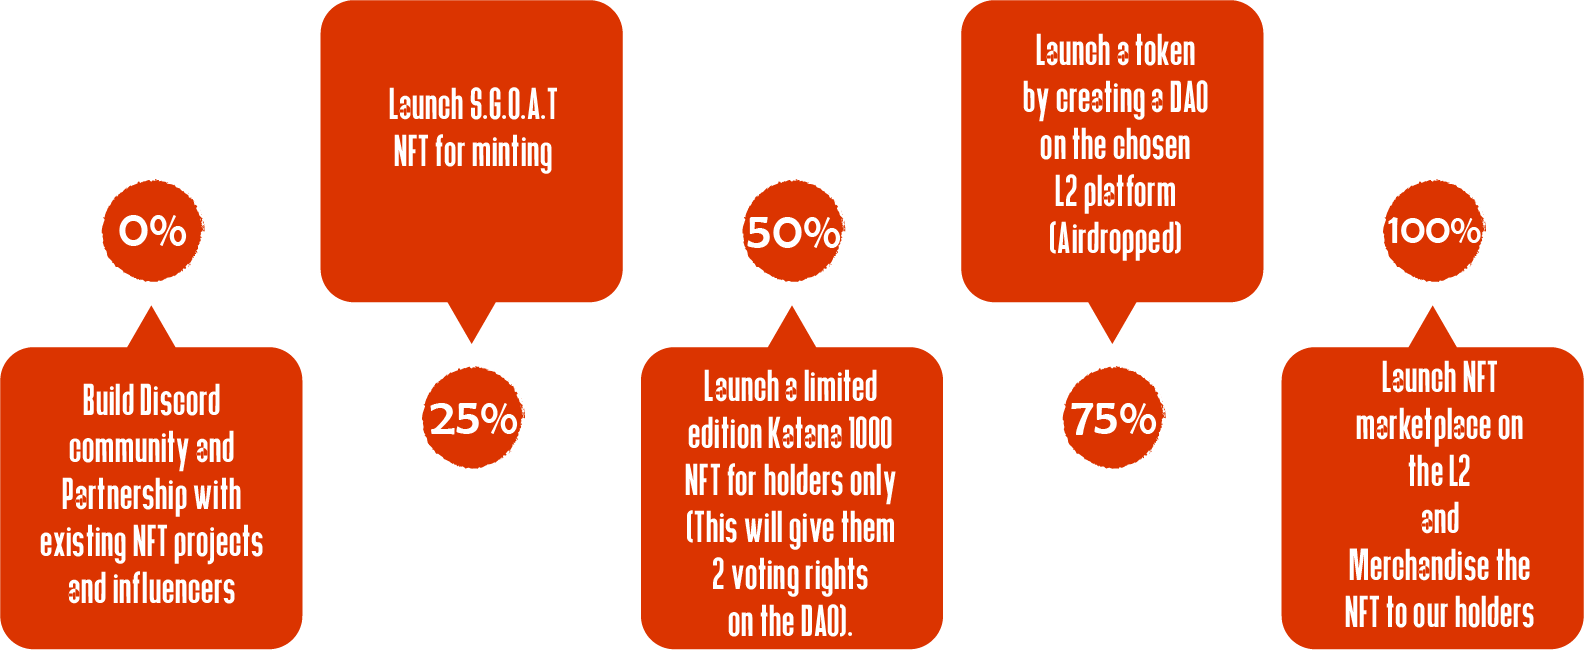 0%
Build Discord
community and
Partnership with
existing NFT projects
and influencers
Launch S.G.O.A.T
NFT for minting
25%
50%
Launch a limited
edition Katana 1000
NFT for holders only
(This will give them
2 voting rights
on the DAO).
Launch a token
by creating a DAO
on the chosen
L2 platform
(Airdropped)
75%
100%
Launch NFT
marketplace on
the L2
and
Merchandise the
NFT to our holders